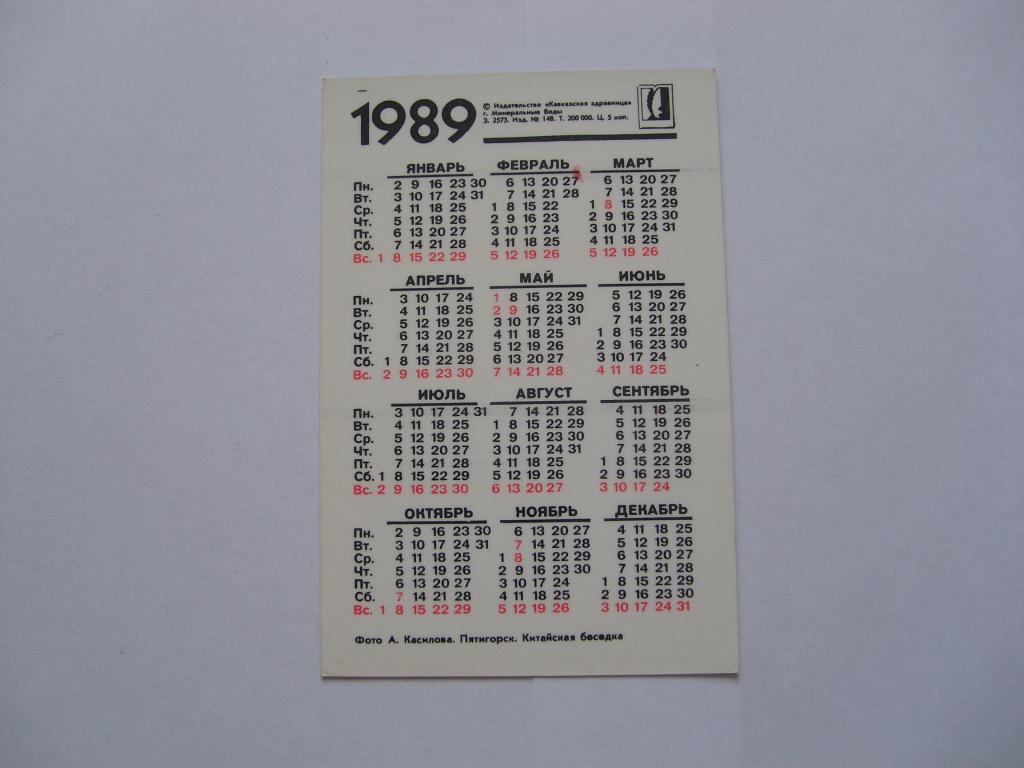 1989
© Издательство «Кавказская здравница»
г. Минеральные Воды
З. 2573. Изд. № 148. Т. 200 000. Ц. 5 коп.
ЯНВАРЬ ФЕВРАЛЬ МАРТ
Пн. 2 9 16 23 30 6 13 20 27 6 13 20 27
Вт. 3 10 17 24 31 7 14 21 28 7 14 21 28
Ср. 4 11 18 25 1 8 15 22 1 8 15 22 29
Чт. 5 12 19 26 2 9 16 23 2 9 16 23 30
Пт. 6 13 20 27 3 10 17 24 3 10 17 24 31
Сб. 7 14 21 28 4 11 18 25 4 11 18 25
Вс. 1 8 15 22 29 5 12 19 26 5 12 19 26
АПРЕЛЬ МАЙ ИЮНЬ
Пн. 3 10 17 24 1 8 15 22 29 5 12 19 26
Вт. 4 11 18 25 2 9 16 23 30 6 13 20 27
Ср. 5 12 19 26 3 10 17 24 31 7 14 21 28
Чт. 6 13 20 27 4 11 18 25 1 8 15 22 29
Пт. 7 14 21 28 5 12 19 26 2 9 16 23 30
Сб. 1 8 15 22 29 6 13 20 27 3 10 17 24
Вс. 2 9 16 23 30 7 14 21 28 4 11 18 25
ИЮЛЬ АВГУСТ СЕНТЯБРЬ
Пн. 3 10 17 24 31 7 14 21 28 4 11 18 25
Вт. 4 11 18 25 1 8 15 22 29 5 12 19 26
Ср. 5 12 19 26 2 9 16 23 30 6 13 20 27
Чт. 6 13 20 27 3 10 17 24 31 7 14 21 28
Пт. 7 14 21 28 4 11 18 25 1 8 15 22 29
Сб. 1 8 15 22 29 5 12 19 26 2 9 16 23 30
Вс. 2 9 16 23 30 6 13 20 27 3 10 17 24
ОКТЯБРЬ НОЯБРЬ ДЕКАБРЬ
Пн. 2 9 16 23 30 6 13 20 27 4 11 18 25
Вт. 3 10 17 24 31 7 14 21 28 5 12 19 26
Ср. 4 11 18 25 1 8 15 22 29 6 13 20 27
Чт. 5 12 19 26 2 9 16 23 30 7 14 21 28
Пт. 6 13 20 27 3 10 17 24 1 8 15 22 29
Сб. 7 14 21 28 4 11 18 25 2 9 16 23 30
Вс. 1 8 15 22 29 5 12 19 26 3 10 17 24 31
Фото А. Касилова. Пятигорск. Китайская беседка